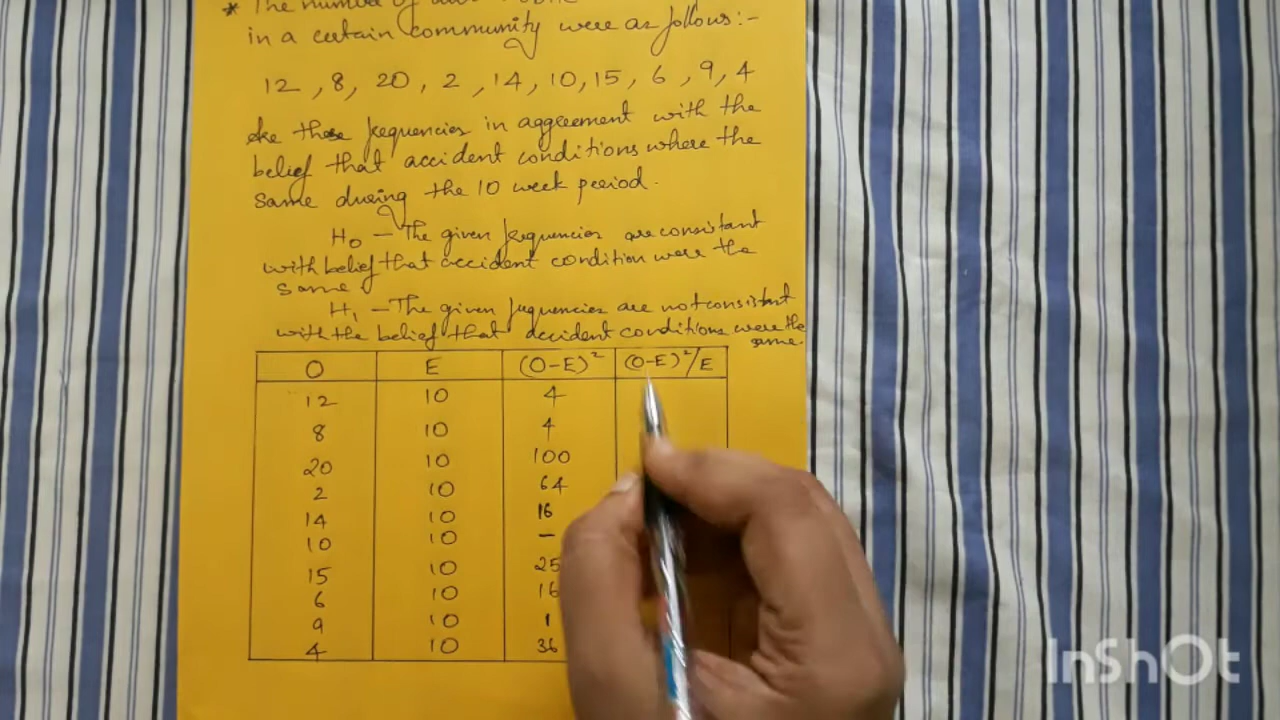 * The number of
in a certain community were as follows:-
12, 8, 20, 2, 14, 10, 15, 6, 9, 4
Are these frequencies in aggreement with the
belief that accident conditions where the
same during the 10 week period.
H₀ - The given frequencies are consistant
with belief that accident condition were the
same.
H₁ - The given frequencies are not consistant
with the belief that accident conditions were the
same.
O E (O-E)² (O-E)²/E
12 10 4
8 10 4
20 10 100
2 10 64
14 10 16
10 10 -
15 10 25
6 10 16
9 10 1
4 10 36
InShOt